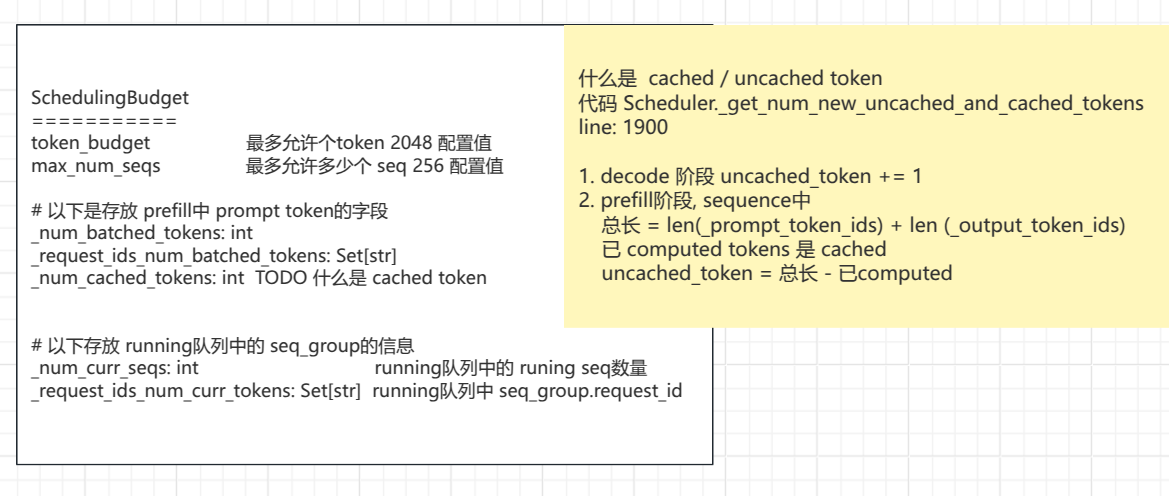 SchedulingBudget
===========
token_budget 最多允许个token 2048 配置值
max_num_seqs 最多允许多少个 seq 256 配置值
# 以下是存放 prefill中 prompt token的字段
_num_batched_tokens: int
_request_ids_num_batched_tokens: Set[str]
_num_cached_tokens: int TODO 什么是 cached token
# 以下存放 running队列中的 seq_group的信息
_num_curr_seqs: int running队列中的 runing seq数量
_request_ids_num_curr_tokens: Set[str] running队列中 seq_group.request_id
什么是 cached / uncached token
代码 Scheduler._get_num_new_uncached_and_cached_tokens
line: 1900
1. decode 阶段 uncached_token += 1
2. prefill阶段, sequence中
总长 = len(_prompt_token_ids) + len (_output_token_ids)
已 computed tokens 是 cached
uncached_token = 总长 - 已computed